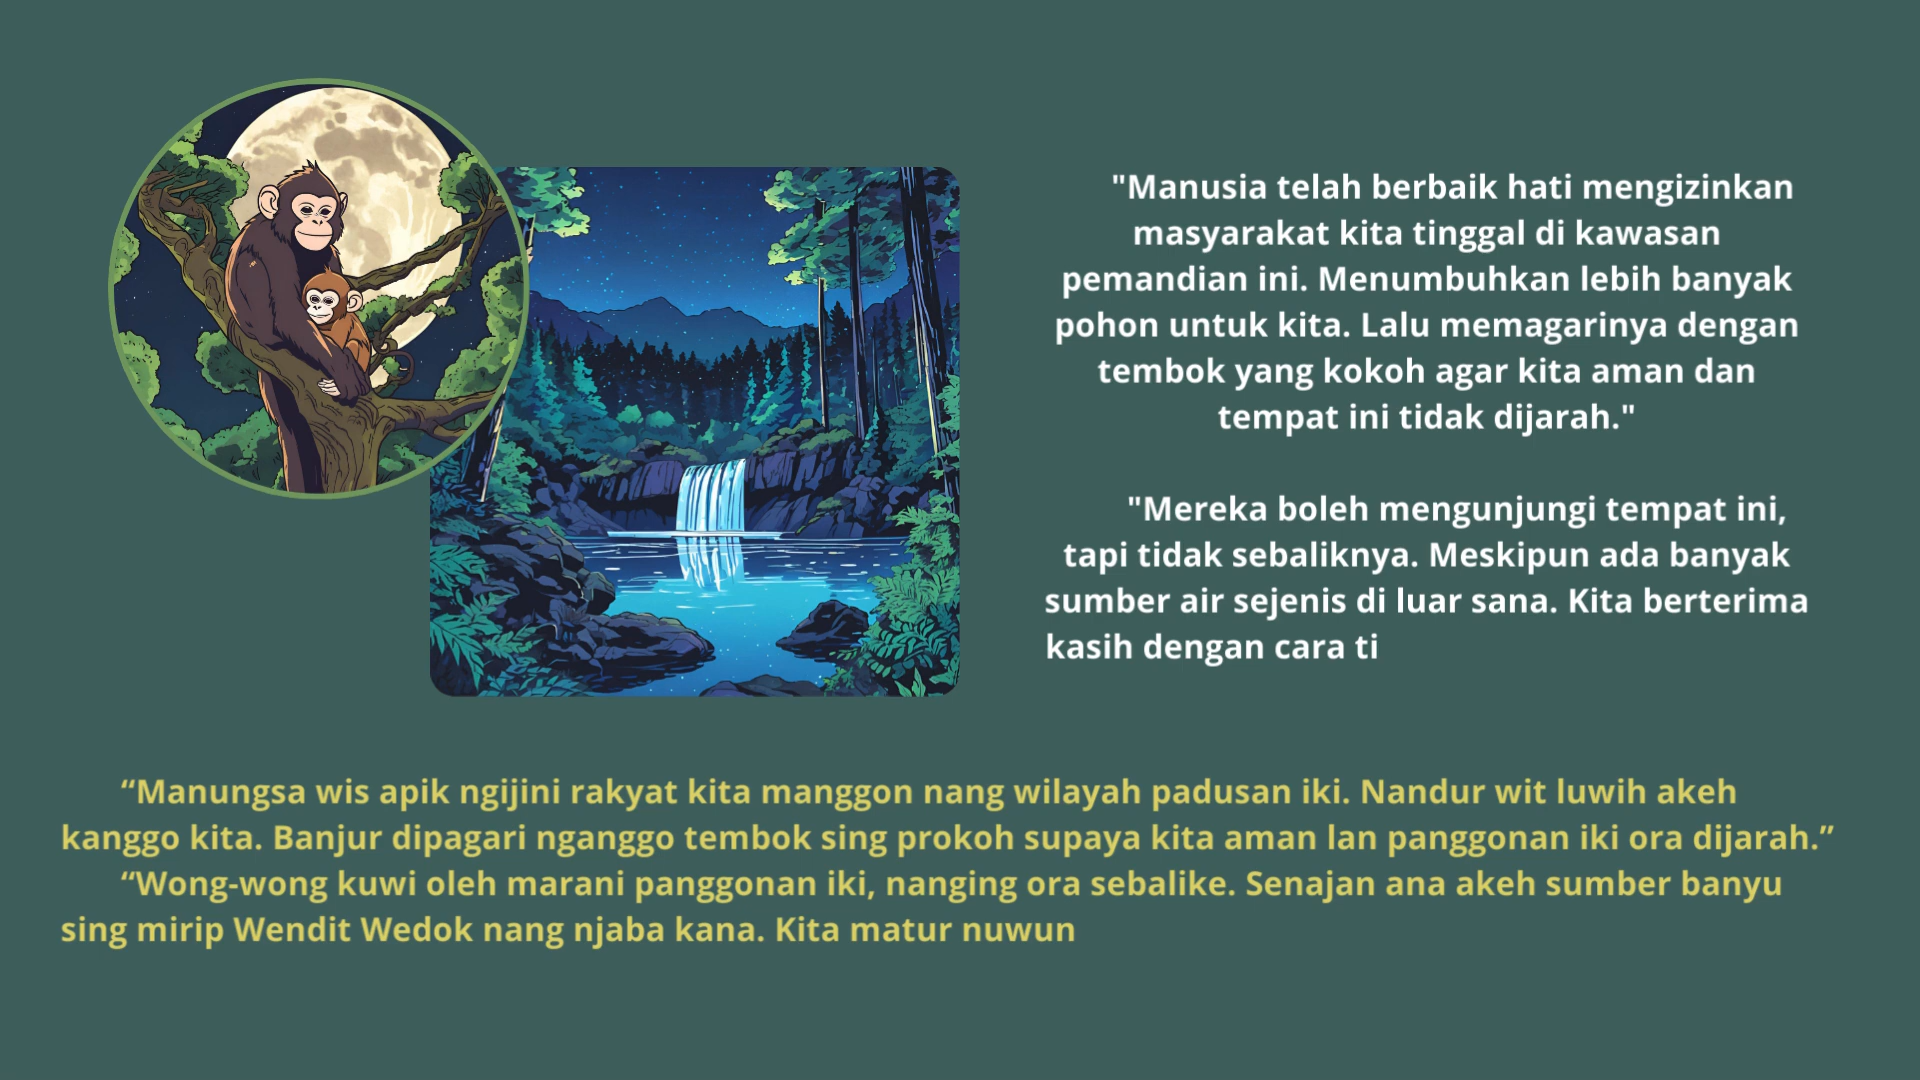 "Manusia telah berbaik hati mengizinkan
masyarakat kita tinggal di kawasan
pemandian ini. Menumbuhkan lebih banyak
pohon untuk kita. Lalu memagarinya dengan
tembok yang kokoh agar kita aman dan
tempat ini tidak dijarah."
"Mereka boleh mengunjungi tempat ini,
tapi tidak sebaliknya. Meskipun ada banyak
sumber air sejenis di luar sana. Kita berterima
kasih dengan cara ti
“Manungsa wis apik ngijini rakyat kita manggon nang wilayah padusan iki. Nandur wit luwih akeh
kanggo kita. Banjur dipagari nganggo tembok sing prokoh supaya kita aman lan panggonan iki ora dijarah.”
“Wong-wong kuwi oleh marani panggonan iki, nanging ora sebalike. Senajan ana akeh sumber banyu
sing mirip Wendit Wedok nang njaba kana. Kita matur nuwun